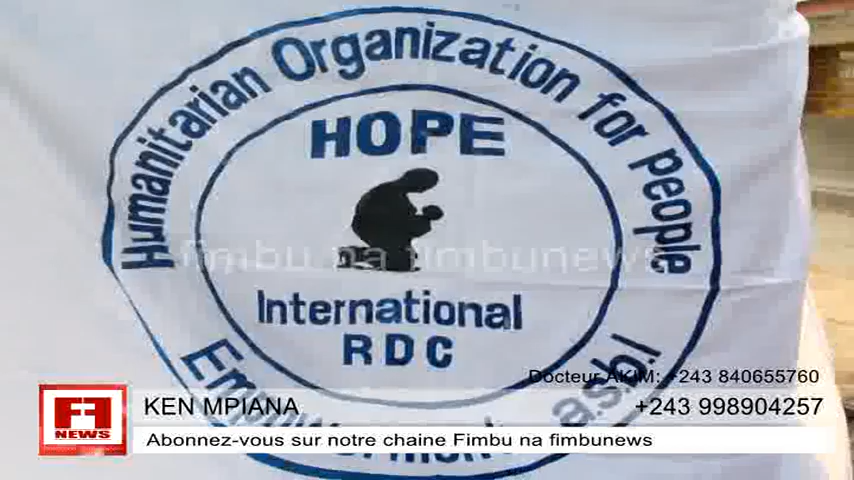 Humanitarian Organization for people
HOPE
International
RDC
Empowerment a.s.b.l
fimbu na fimbunews
Docteur AKIM: +243 840655760
KEN MPIANA +243 998904257
F NEWS
Abonnez-vous sur notre chaine Fimbu na fimbunews